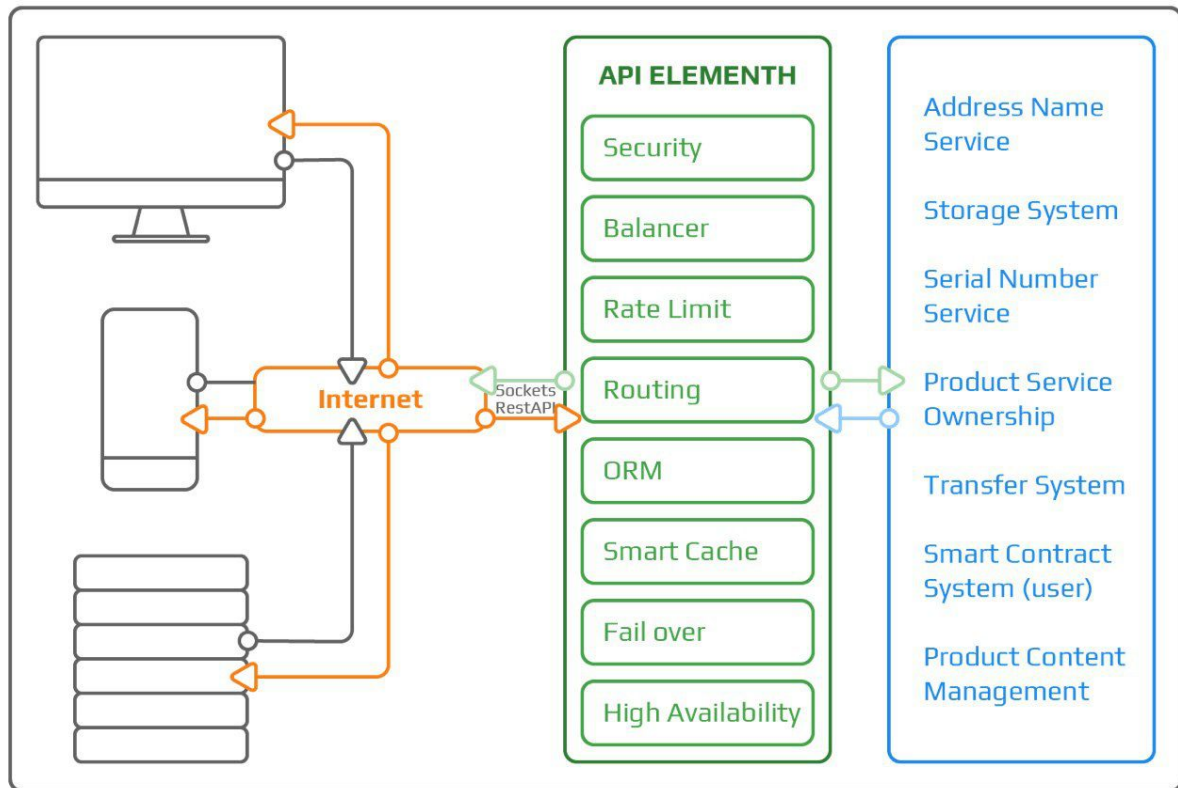 Internet
Sockets
RestAPI
API ELEMENTH
Security
Balancer
Rate Limit
Routing
ORM
Smart Cache
Fail over
High Availability
Address Name
Service
Storage System
Serial Number
Service
Product Service
Ownership
Transfer System
Smart Contract
System (user)
Product Content
Management